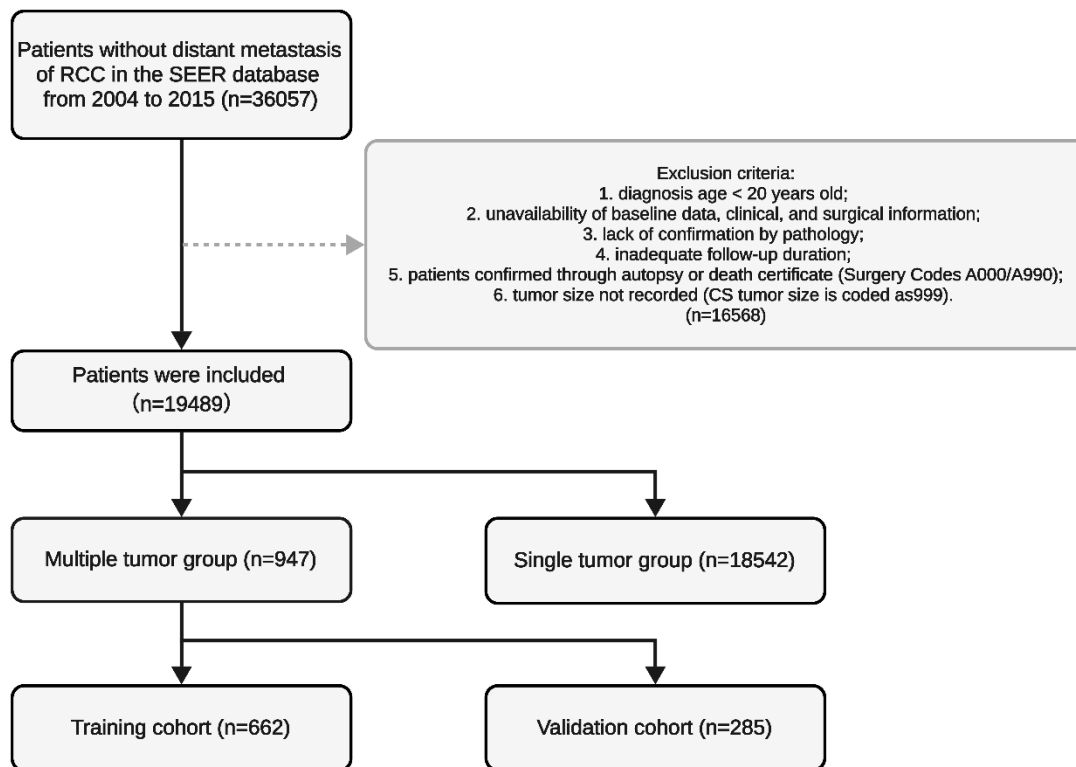 Patients without distant metastasis
of RCC in the SEER database
from 2004 to 2015 (n=36057)
Exclusion criteria:
1. diagnosis age < 20 years old;
2. unavailability of baseline data, clinical, and surgical information;
3. lack of confirmation by pathology;
4. inadequate follow-up duration;
5. patients confirmed through autopsy or death certificate (Surgery Codes A000/A990);
6. tumor size not recorded (CS tumor size is coded as999).
(n=16568)
Patients were included
(n=19489)
Multiple tumor group (n=947)
Single tumor group (n=18542)
Training cohort (n=662)
Validation cohort (n=285)